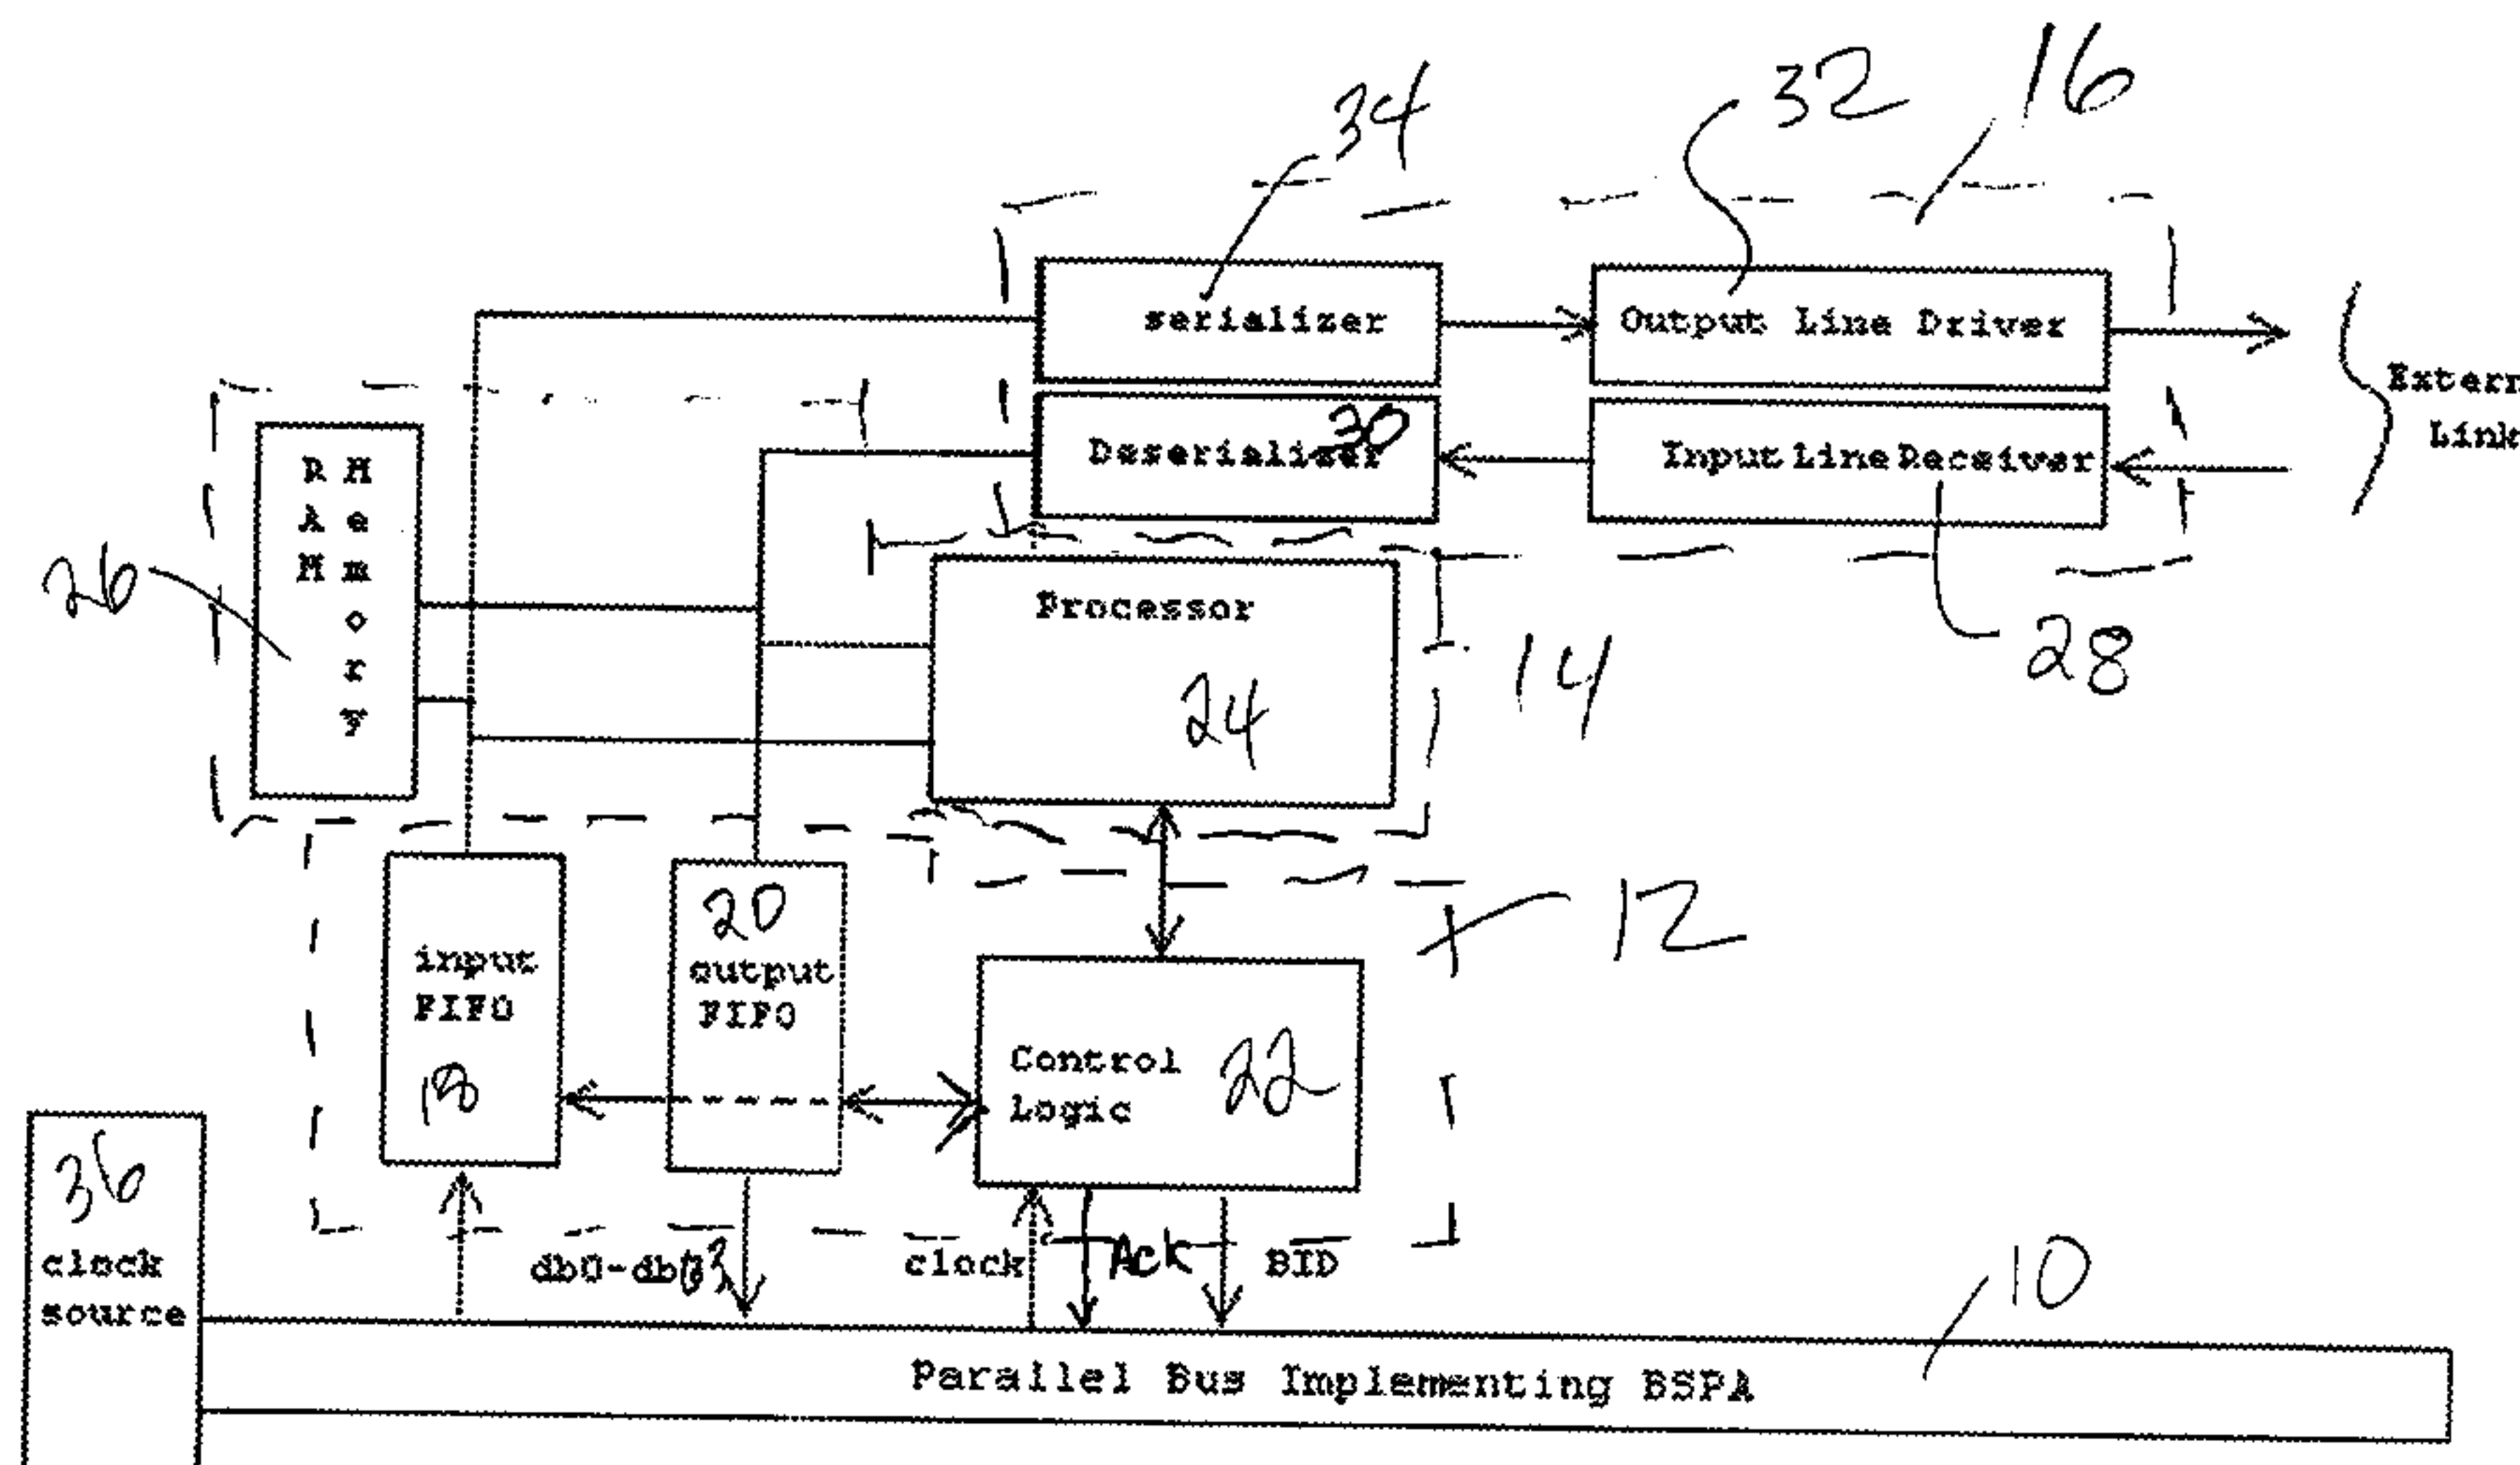 32
16
34
serializer
Output Line Driver
Deserializer
30
Input Line Receiver
Extern
Link
RAM
Memory
26
Processor
24
14
28
20
12
input
FIFO
18
output
FIFO
Control
Logic
22
36
clock
source
db0-db63
clock
Ack
BID
10
Parallel Bus Implementing BSPA